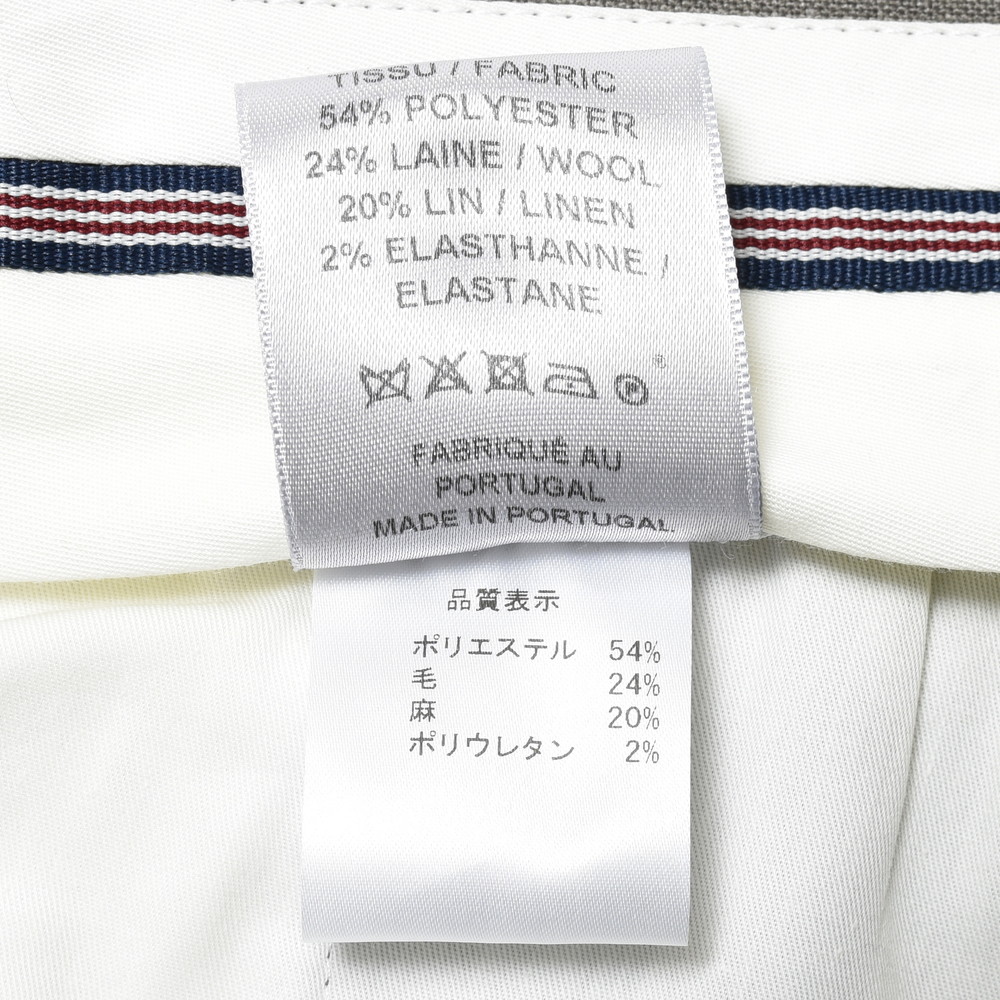 TISSU / FABRIC
54% POLYESTER
24% LAINE / WOOL
20% LIN / LINEN
2% ELASTHANNE /
ELASTANE
P ®
FABRIQUÉ AU
PORTUGAL
MADE IN PORTUGAL
品質表示
ポリエステル 54%
毛 24%
麻 20%
ポリウレタン 2%